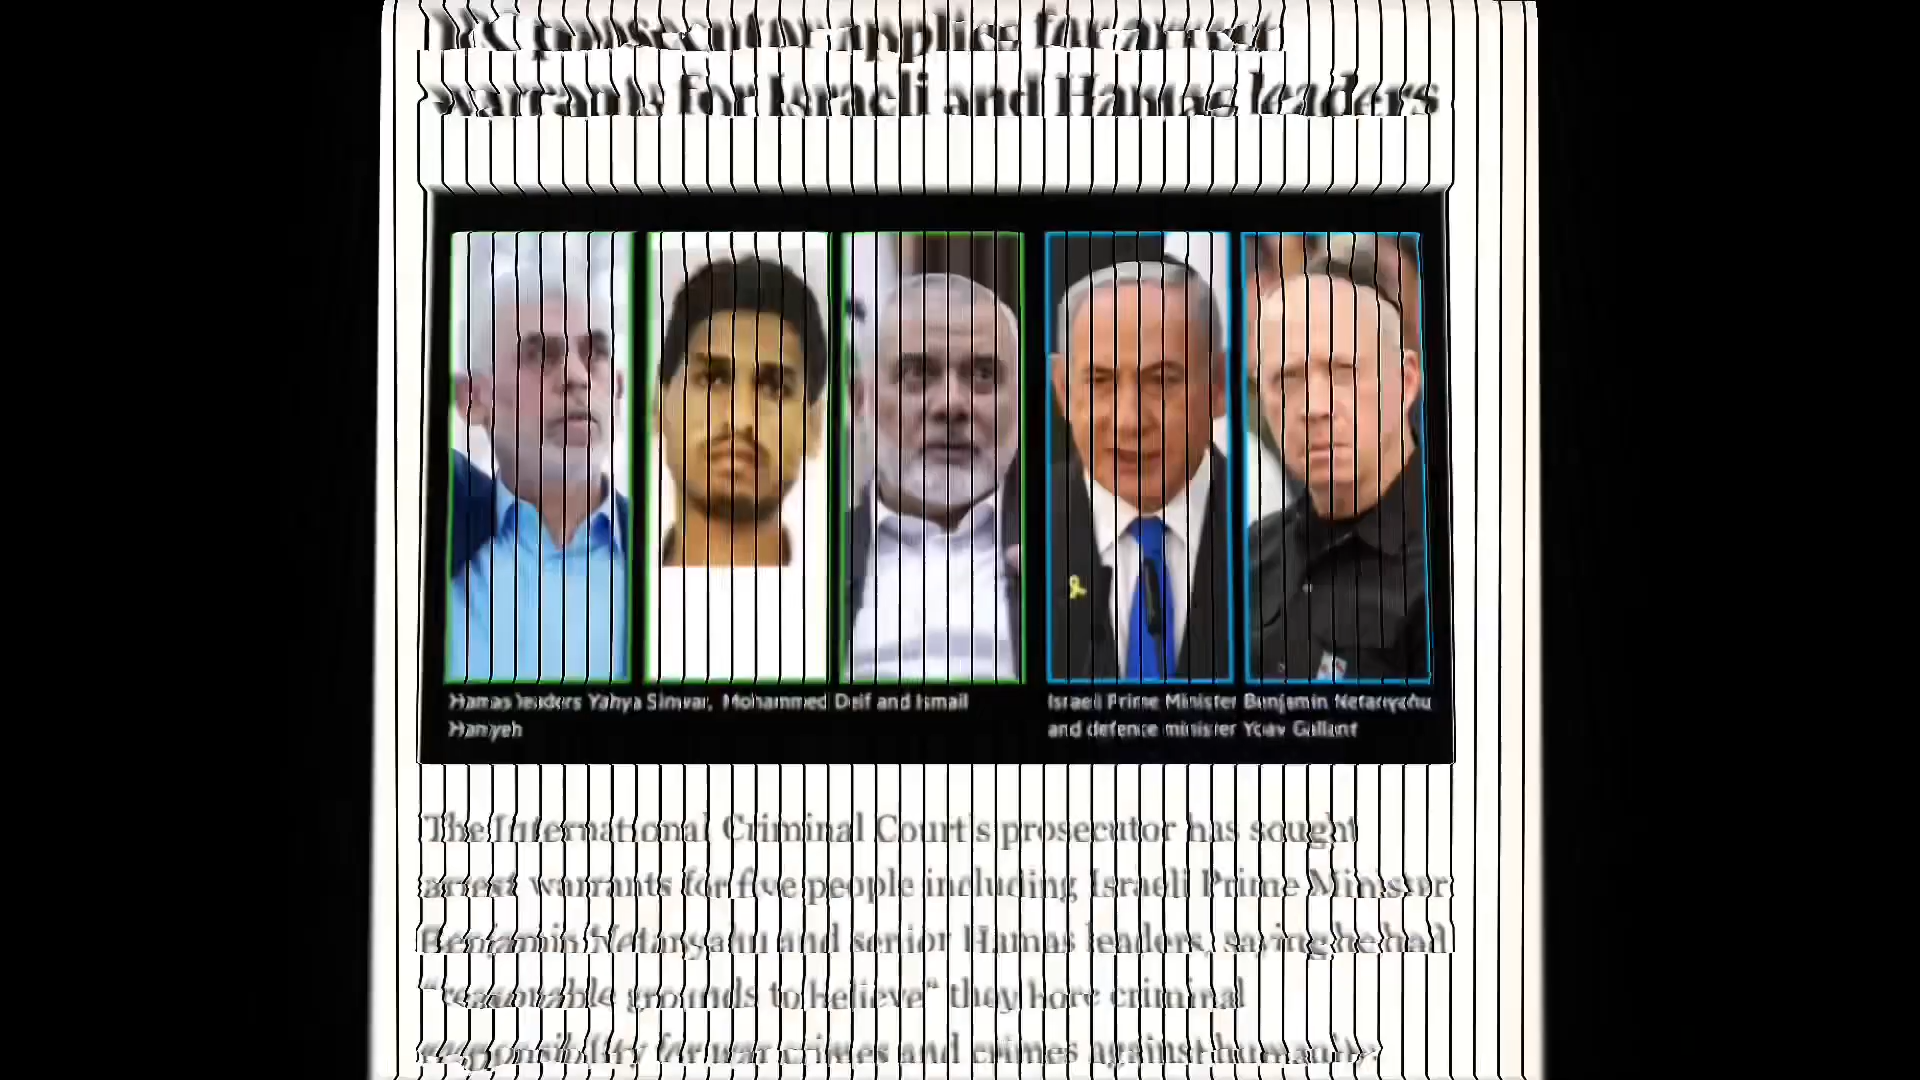 ICC prosecutor applies for arrest
warrants for Israeli and Hamas leaders
Hamas leaders Yahya Sinwar, Mohammed Deif and Ismail
Haniyeh
Israeli Prime Minister Benjamin Netanyahu
and defence minister Yoav Gallant
The International Criminal Court's prosecutor has sought
arrest warrants for five people including Israeli Prime Minister
Benjamin Netanyahu and senior Hamas leaders, saying he had
"reasonable grounds to believe" they bore criminal
responsibility for war crimes and crimes against humanity.